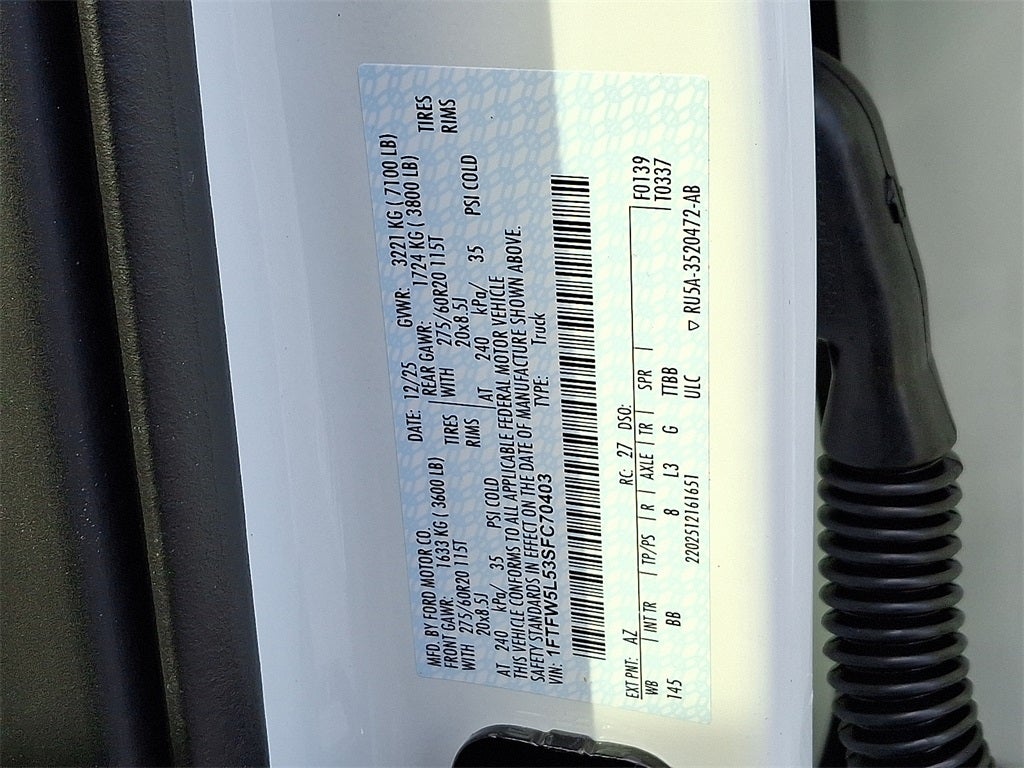 MFD BY FORD MOTOR CO. DATE: 12/25 GVWR: 3221 KG ( 7100 LB)
FRONT GAWR: 1633 KG ( 3600 LB) REAR GAWR: 1724 KG ( 3800 LB)
WITH 275/60R20 115T TIRES WITH 275/60R20 115T TIRES
20x8.5J RIMS 20x8.5J RIMS
AT 240 kPa/ 35 PSI COLD AT 240 kPa/ 35 PSI COLD
THIS VEHICLE CONFORMS TO ALL APPLICABLE FEDERAL MOTOR VEHICLE
SAFETY STANDARDS IN EFFECT ON THE DATE OF MANUFACTURE SHOWN ABOVE.
VIN: 1FTFW5L53SFC70403 TYPE: Truck
EXT PNT: AZ RC: 27 DSO: F0139
WB INT TR TP/PS R AXLE TR SPR T0337
145 BB 8 L3 G TTBB
2202512161651 ULC ▽ RU5A-3520472-AB